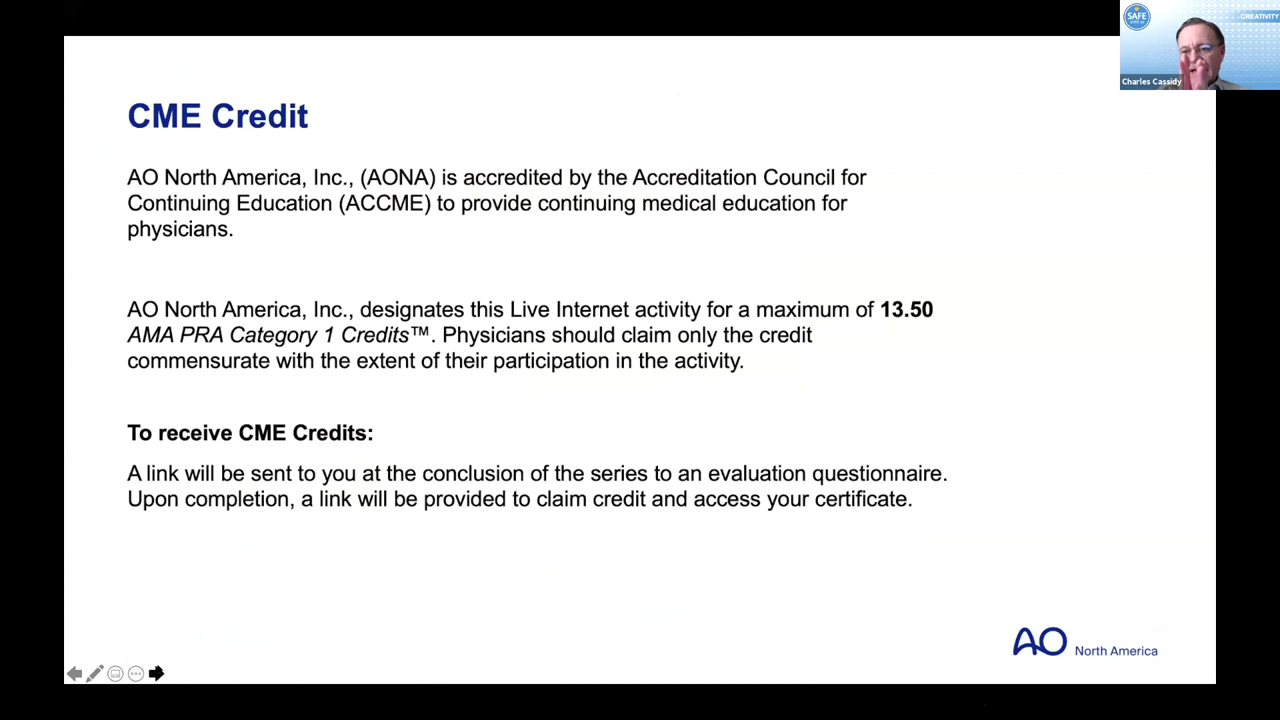 SAFE
CREATIVITY
Charles Cassidy
CME Credit
AO North America, Inc., (AONA) is accredited by the Accreditation Council for
Continuing Education (ACCME) to provide continuing medical education for
physicians.
AO North America, Inc., designates this Live Internet activity for a maximum of 13.50
AMA PRA Category 1 Credits™. Physicians should claim only the credit
commensurate with the extent of their participation in the activity.
To receive CME Credits:
A link will be sent to you at the conclusion of the series to an evaluation questionnaire.
Upon completion, a link will be provided to claim credit and access your certificate.
AO North America